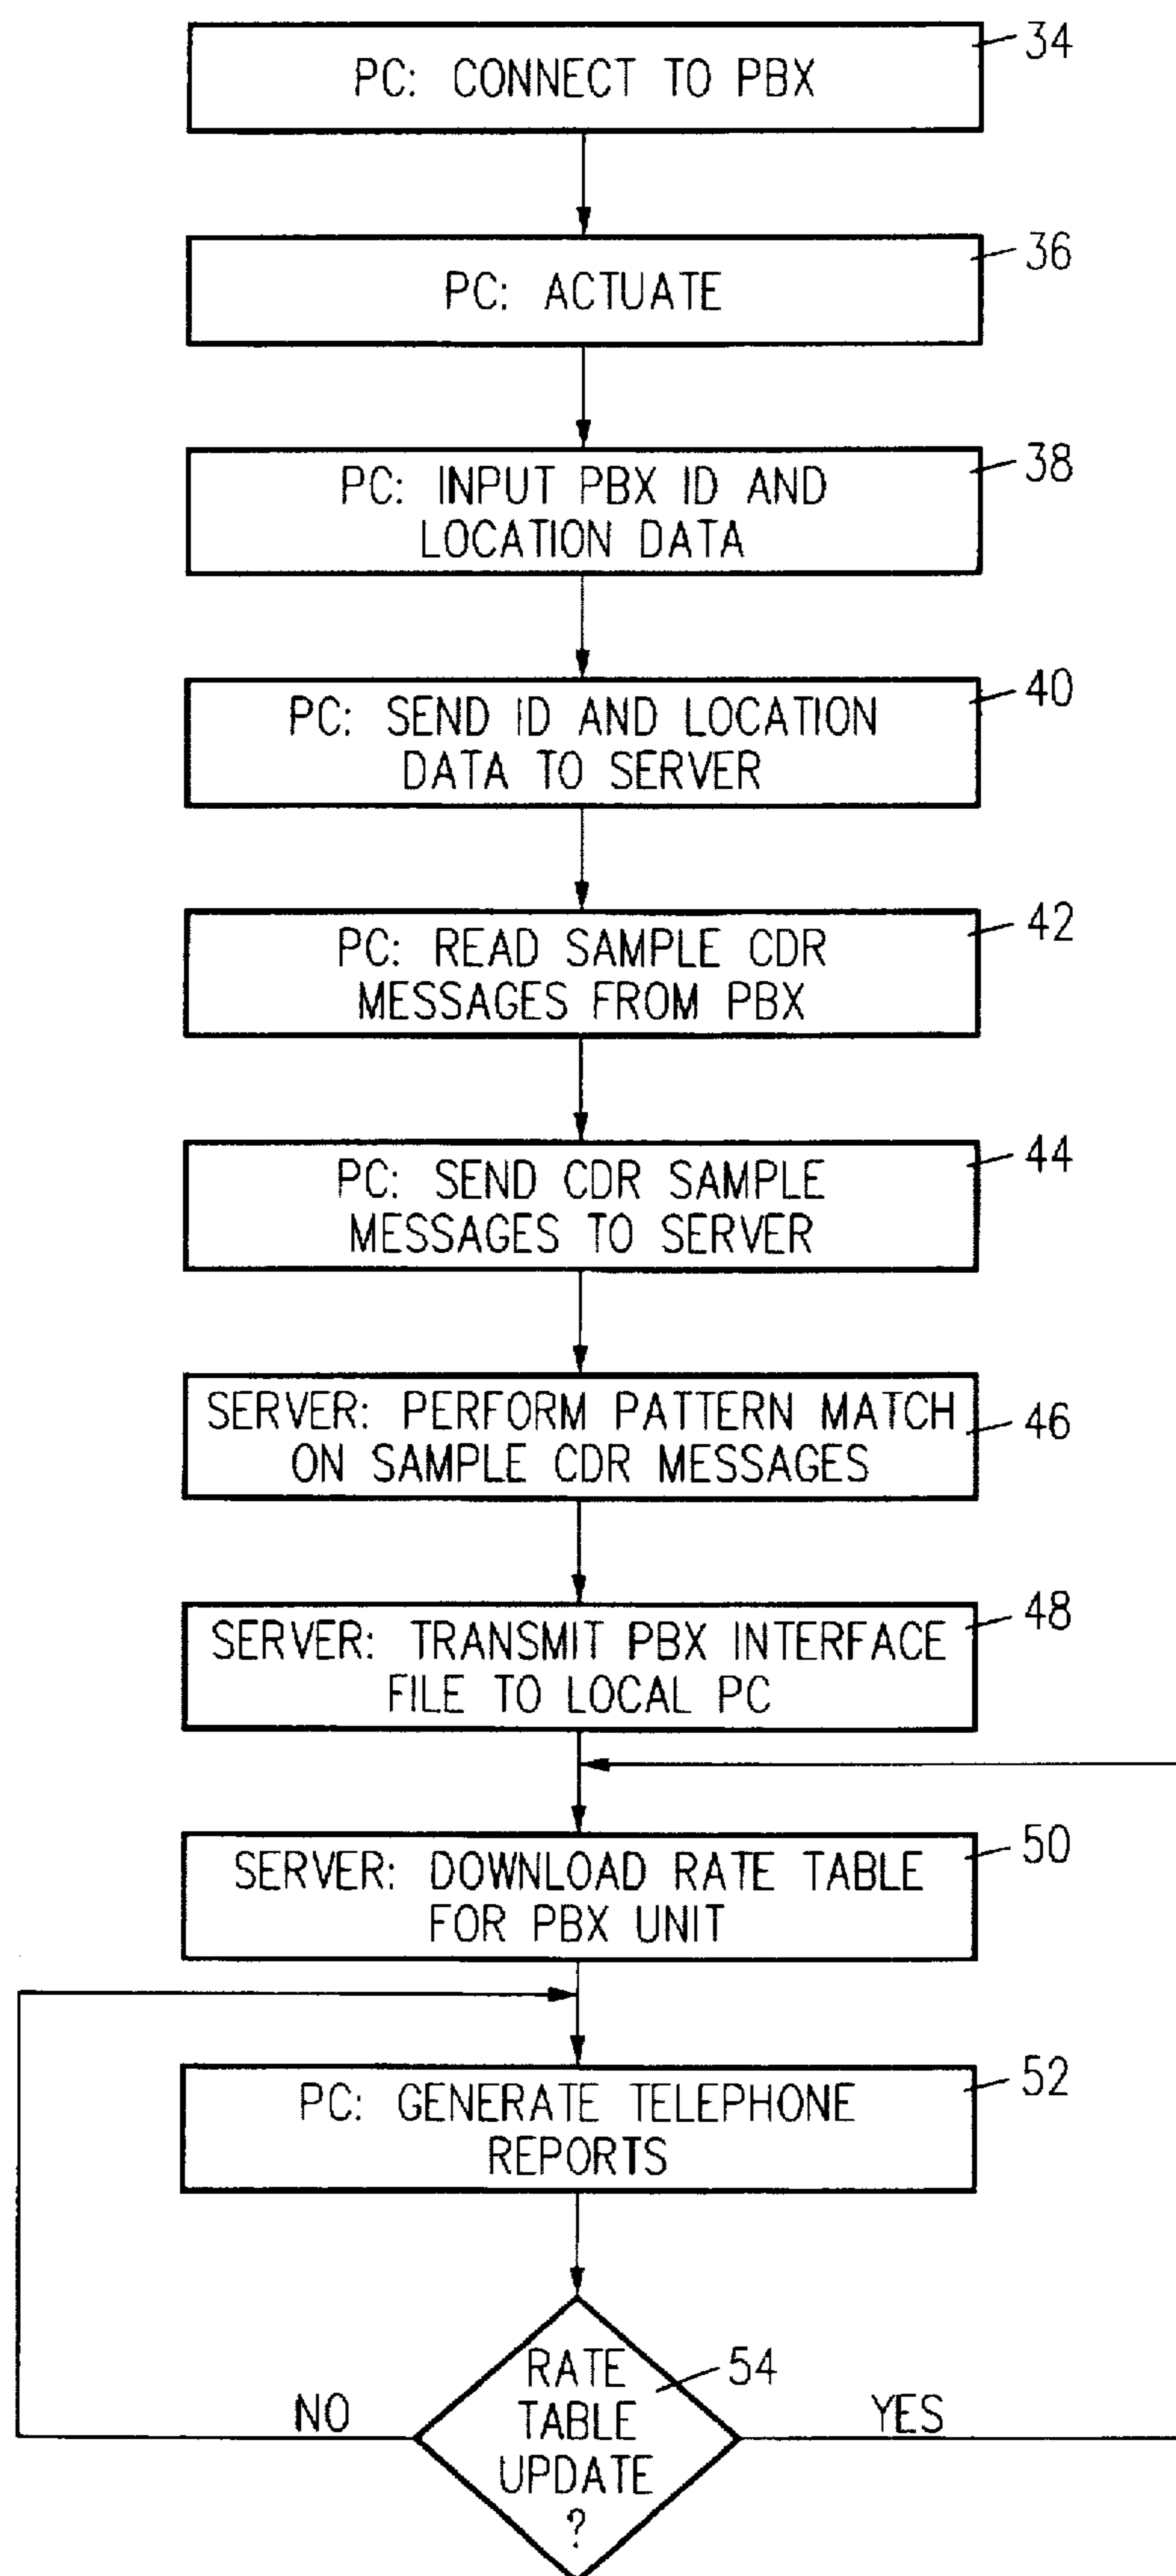 PC: CONNECT TO PBX
34
PC: ACTUATE
36
PC: INPUT PBX ID AND
LOCATION DATA
38
PC: SEND ID AND LOCATION
DATA TO SERVER
40
PC: READ SAMPLE CDR
MESSAGES FROM PBX
42
PC: SEND CDR SAMPLE
MESSAGES TO SERVER
44
SERVER: PERFORM PATTERN MATCH
ON SAMPLE CDR MESSAGES
46
SERVER: TRANSMIT PBX INTERFACE
FILE TO LOCAL PC
48
SERVER: DOWNLOAD RATE TABLE
FOR PBX UNIT
50
PC: GENERATE TELEPHONE
REPORTS
52
RATE
TABLE
UPDATE
?
54
NO
YES